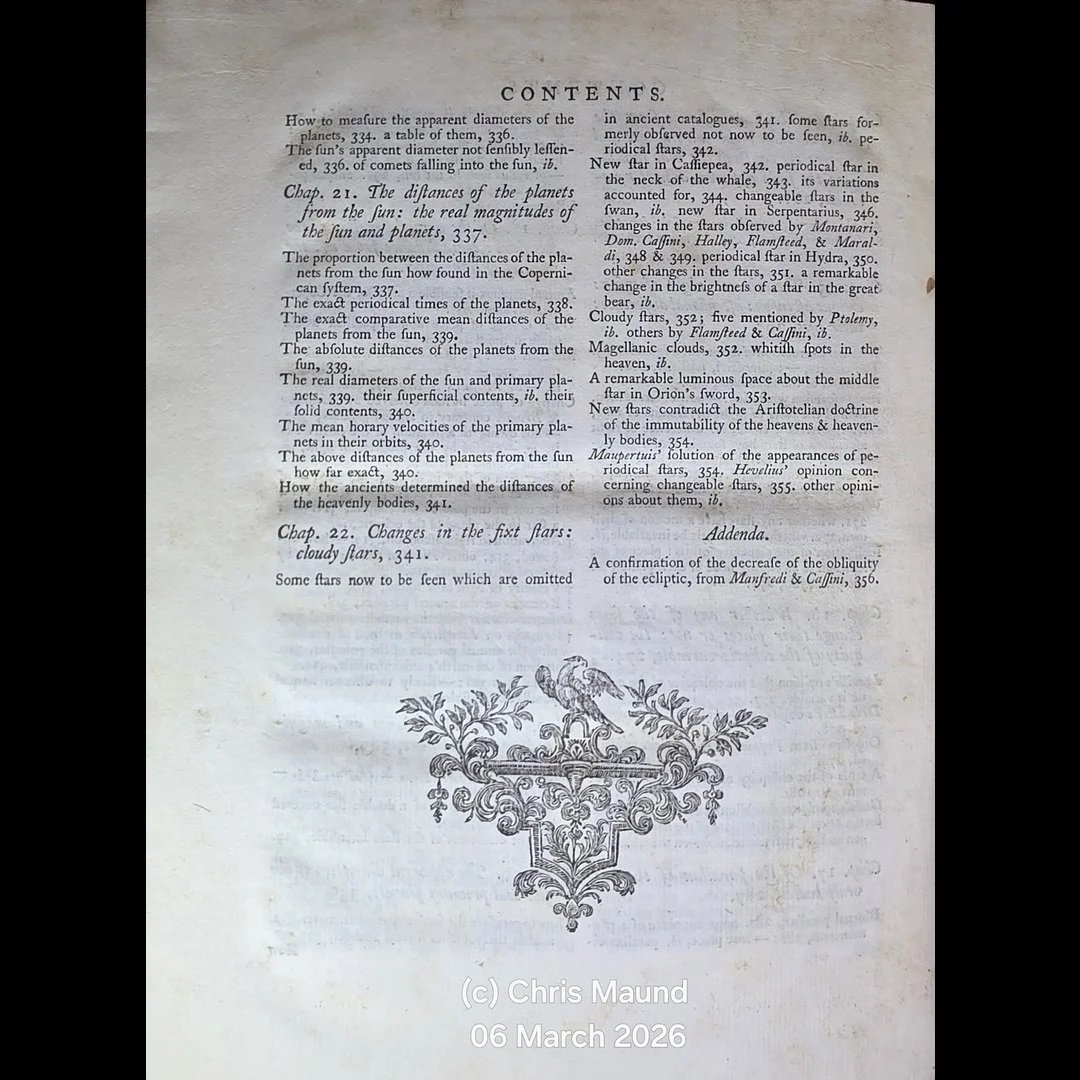 CONTENTS.
How to meaſure the apparent diameters of the
planets, 334. a table of them, 336.
The ſun's apparent diameter not ſenſibly leſſen-
ed, 336. of comets falling into the ſun, ib.
Chap. 21. The diſtances of the planets
from the ſun: the real magnitudes of
the ſun and planets, 337.
The proportion between the diſtances of the pla-
nets from the ſun how found in the Coperni-
can ſyſtem, 337.
The exact periodical times of the planets, 338.
The exact comparative mean diſtances of the
planets from the ſun, 339.
The abſolute diſtances of the planets from the
ſun, 339.
The real diameters of the ſun and primary pla-
nets, 339. their ſuperficial contents, ib. their
ſolid contents, 340.
The mean horary velocities of the primary pla-
nets in their orbits, 340.
The above diſtances of the planets from the ſun
how far exact, 340.
How the ancients determined the diſtances of
the heavenly bodies, 341.
Chap. 22. Changes in the fixt ſtars:
cloudy ſtars, 341.
Some ſtars now to be ſeen which are omitted
in ancient catalogues, 341. ſome ſtars for-
merly obſerved not now to be ſeen, ib. pe-
riodical ſtars, 342.
New ſtar in Caſſiepea, 342. periodical ſtar in
the neck of the whale, 343. its variations
accounted for, 344. changeable ſtars in the
ſwan, ib. new ſtar in Serpentarius, 346.
changes in the ſtars obſerved by Montanari,
Dom. Caſſini, Halley, Flamſteed, & Maral-
di, 348 & 349. periodical ſtar in Hydra, 350.
other changes in the ſtars, 351. a remarkable
change in the brightneſs of a ſtar in the great
bear, ib.
Cloudy ſtars, 352; five mentioned by Ptolemy,
ib. others by Flamſteed & Caſſini, ib.
Magellanic clouds, 352. whitiſh ſpots in the
heaven, ib.
A remarkable luminous ſpace about the middle
ſtar in Orion's ſword, 353.
New ſtars contradict the Ariſtotelian doctrine
of the immutability of the heavens & heaven-
ly bodies, 354.
Maupertuis' ſolution of the appearances of pe-
riodical ſtars, 354. Hevelius' opinion con-
cerning changeable ſtars, 355. other opini-
ons about them, ib.
Addenda.
A confirmation of the decreaſe of the obliquity
of the ecliptic, from Manfredi & Caſſini, 356.
(c) Chris Maund
06 March 2026